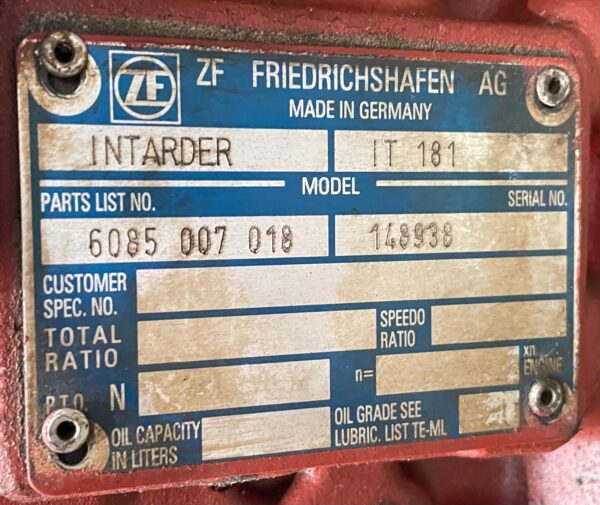 ZF ZF FRIEDRICHSHAFEN AG
MADE IN GERMANY
INTARDER IT 181
MODEL
PARTS LIST NO. SERIAL NO.
6085 007 018 148938
CUSTOMER
SPEC. NO.
TOTAL
RATIO
SPEEDO
RATIO
P.T.O. N n= xn
ENGINE
OIL CAPACITY
IN LITERS
OIL GRADE SEE
LUBRIC. LIST TE-ML